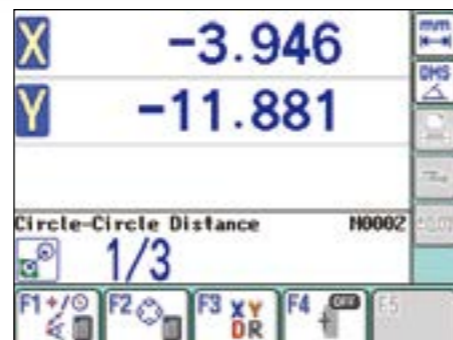 X -3.946
mm
DMS
Y -11.881
Circle-Circle Distance M0002
1/3
F1 +/
F2
F3 XY
DR
F4 OFF
F5